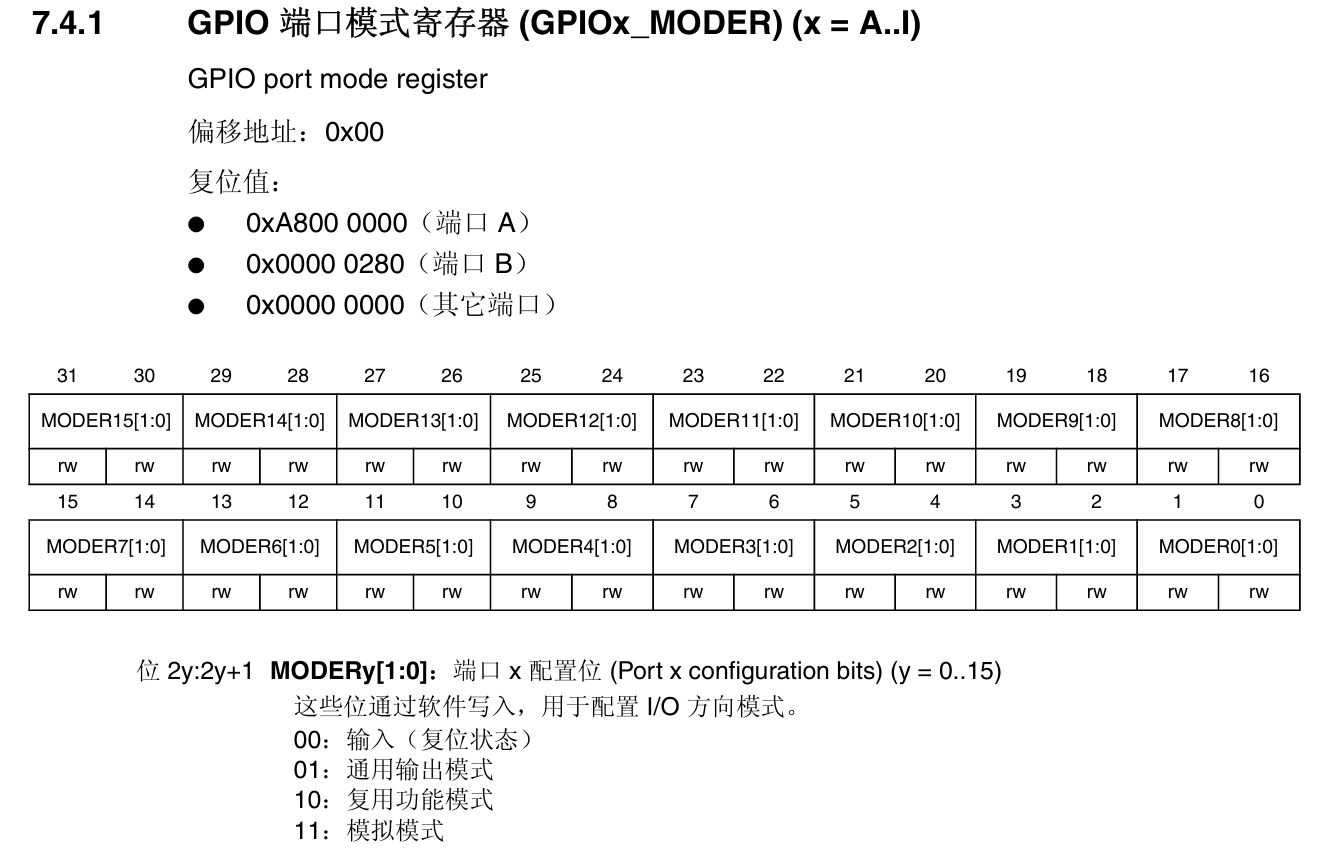 7.4.1 GPIO 端口模式寄存器 (GPIOx_MODER) (x = A..I)
GPIO port mode register
偏移地址：0x00
复位值：
● 0xA800 0000（端口 A）
● 0x0000 0280（端口 B）
● 0x0000 0000（其它端口）
31 30 29 28 27 26 25 24 23 22 21 20 19 18 17 16
MODER15[1:0] MODER14[1:0] MODER13[1:0] MODER12[1:0] MODER11[1:0] MODER10[1:0] MODER9[1:0] MODER8[1:0]
rw rw rw rw rw rw rw rw rw rw rw rw rw rw rw rw
15 14 13 12 11 10 9 8 7 6 5 4 3 2 1 0
MODER7[1:0] MODER6[1:0] MODER5[1:0] MODER4[1:0] MODER3[1:0] MODER2[1:0] MODER1[1:0] MODER0[1:0]
rw rw rw rw rw rw rw rw rw rw rw rw rw rw rw rw
位 2y:2y+1 MODERy[1:0]：端口 x 配置位 (Port x configuration bits) (y = 0..15)
这些位通过软件写入，用于配置 I/O 方向模式。
00：输入（复位状态）
01：通用输出模式
10：复用功能模式
11：模拟模式